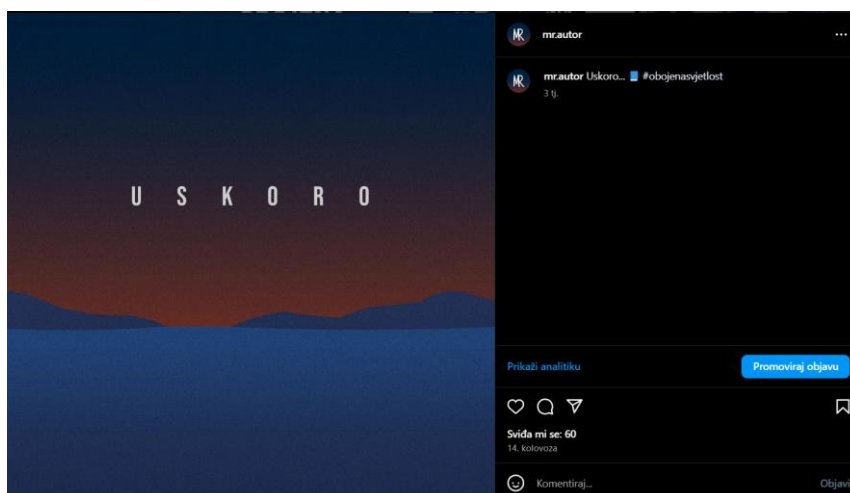 U S K O R O
MR mr.autor
MR mr.autor Uskoro... #obojenasvjetlost
3 tj.
Prikaži analitiku
Promoviraj objavu
Sviđa mi se: 60
14. kolovoza
Komentiraj...
Objavi